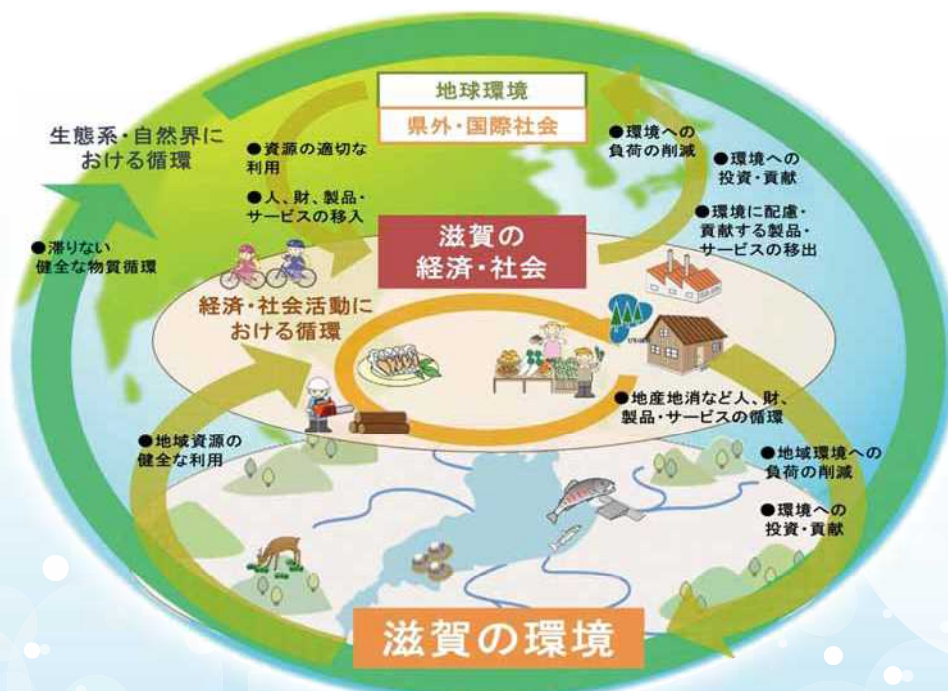 地球環境
県外・国際社会
生態系・自然界に
おける循環
●資源の適切な
利用
●人、財、製品・
サービスの移入
●環境への
負荷の削減
●環境への
投資・貢献
●環境に配慮・
貢献する製品・
サービスの移出
●滞りない
健全な物質循環
滋賀の
経済・社会
経済・社会活動に
おける循環
●地産地消など人、財、
製品・サービスの循環
●地域資源の
健全な利用
●地域環境への
負荷の削減
●環境への
投資・貢献
滋賀の環境